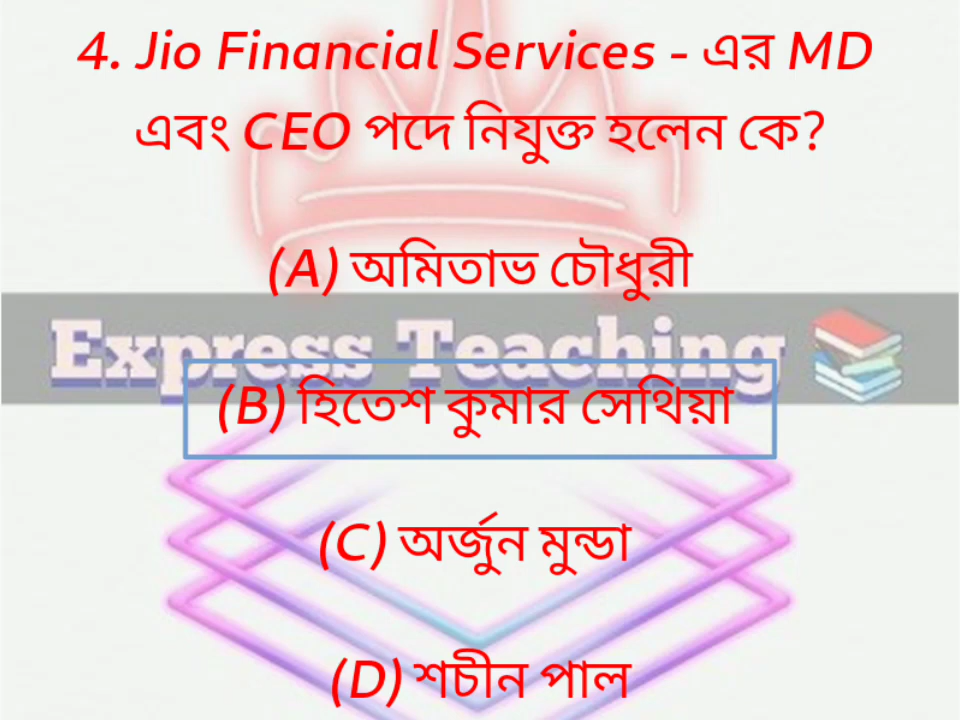 4. Jio Financial Services - এর MD
এবং CEO পদে নিযুক্ত হলেন কে?
(A) অমিতাভ চৌধুরী
Express Teaching
(B) হিতেশ কুমার সেথিয়া
(C) অর্জুন মুন্ডা
(D) শচীন পাল